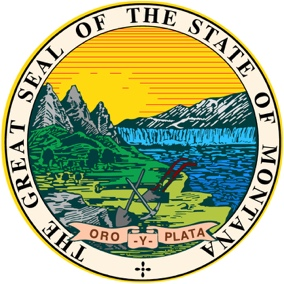 THE GREAT SEAL OF THE STATE OF MONTANA
ORO -Y- PLATA